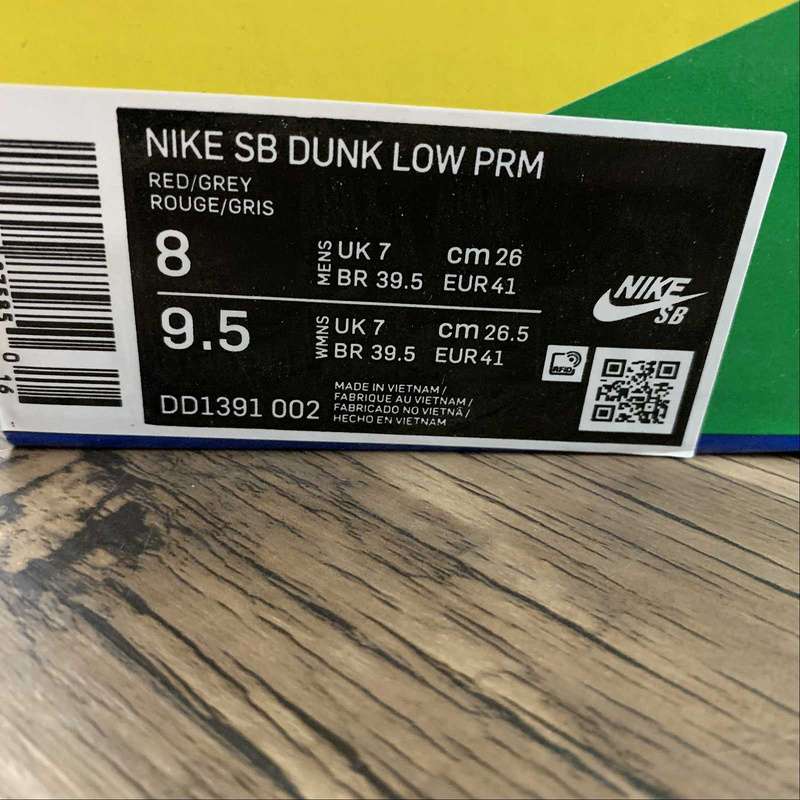 NIKE SB DUNK LOW PRM
RED/GREY
ROUGE/GRIS
8
MENS
UK 7 cm 26
BR 39.5 EUR 41
9.5
WMNS
UK 7 cm 26.5
BR 39.5 EUR 41
DD1391 002
MADE IN VIETNAM /
FABRIQUE AU VIETNAM /
FABRICADO NO VIETNÃ /
HECHO EN VIETNAM
NIKE
SB
RFID
0 16